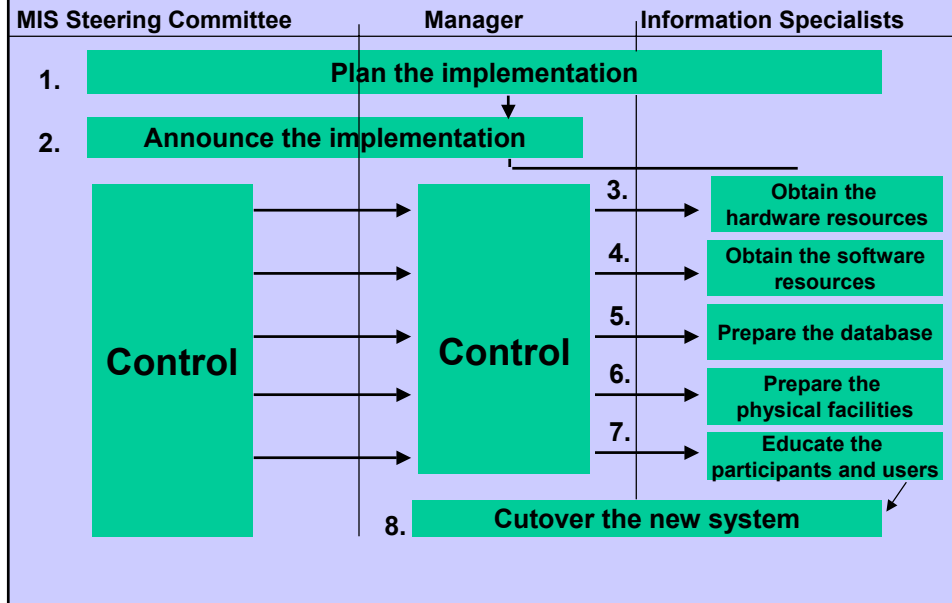 MIS Steering Committee
Manager
Information Specialists
1.
Plan the implementation
2.
Announce the implementation
Control
Control
3.
Obtain the
hardware resources
4.
Obtain the software
resources
5.
Prepare the database
6.
Prepare the
physical facilities
7.
Educate the
participants and users
8.
Cutover the new system